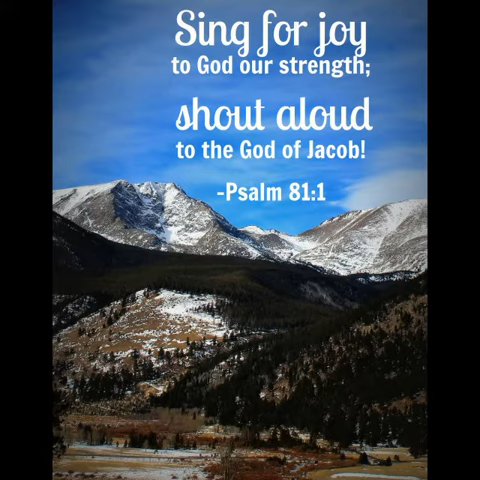 Sing for joy
to God our strength;
shout aloud
to the God of Jacob!
-Psalm 81:1